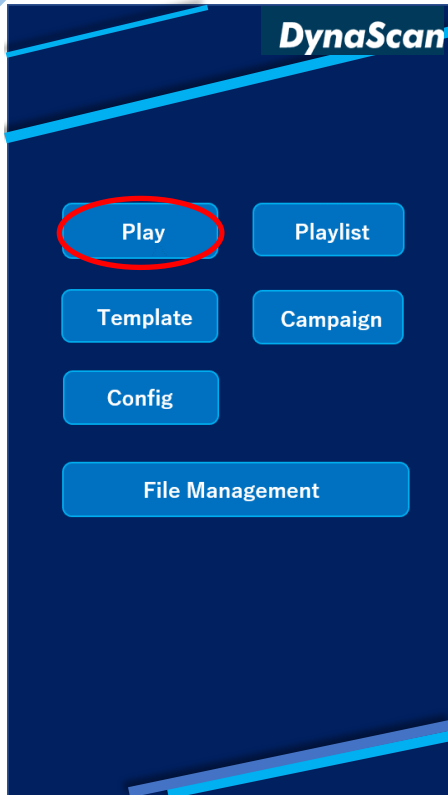 DynaScan
Play
Playlist
Template
Campaign
Config
File Management